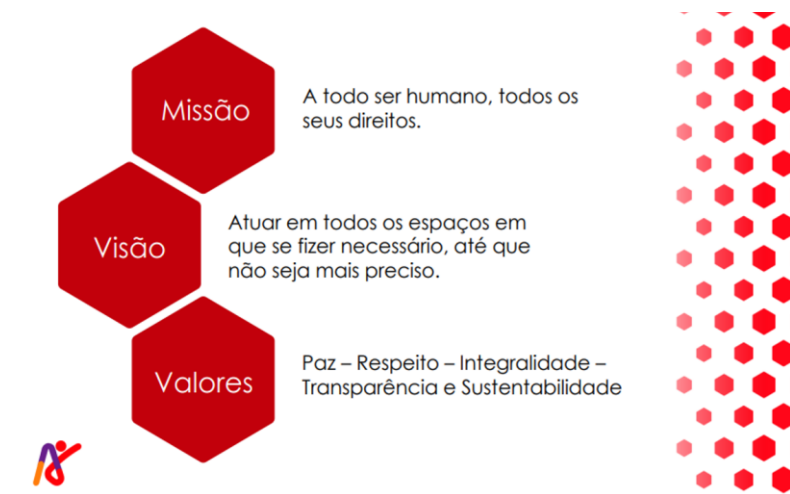 Missão
A todo ser humano, todos os
seus direitos.
Visão
Atuar em todos os espaços em
que se fizer necessário, até que
não seja mais preciso.
Valores
Paz – Respeito – Integralidade –
Transparência e Sustentabilidade